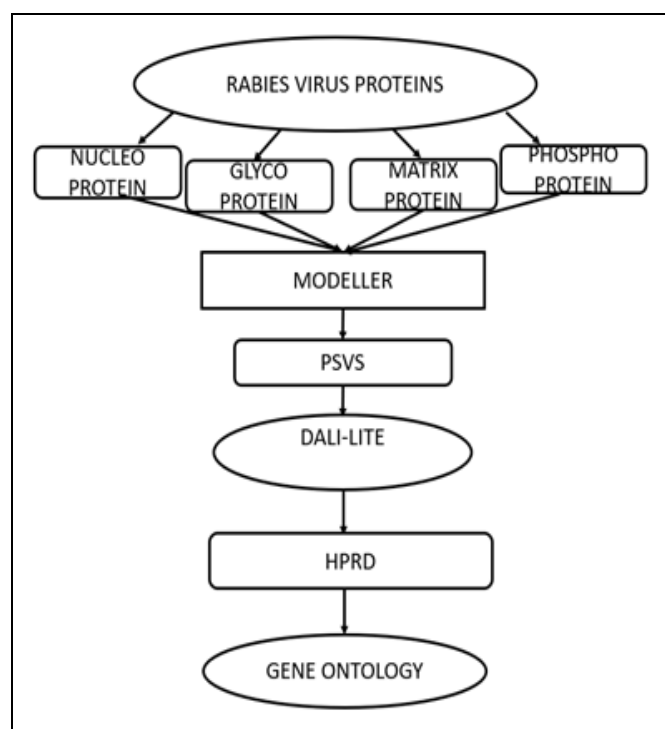 RABIES VIRUS PROTEINS
NUCLEO
PROTEIN
GLYCO
PROTEIN
MATRIX
PROTEIN
PHOSPHO
PROTEIN
MODELLER
PSVS
DALI-LITE
HPRD
GENE ONTOLOGY